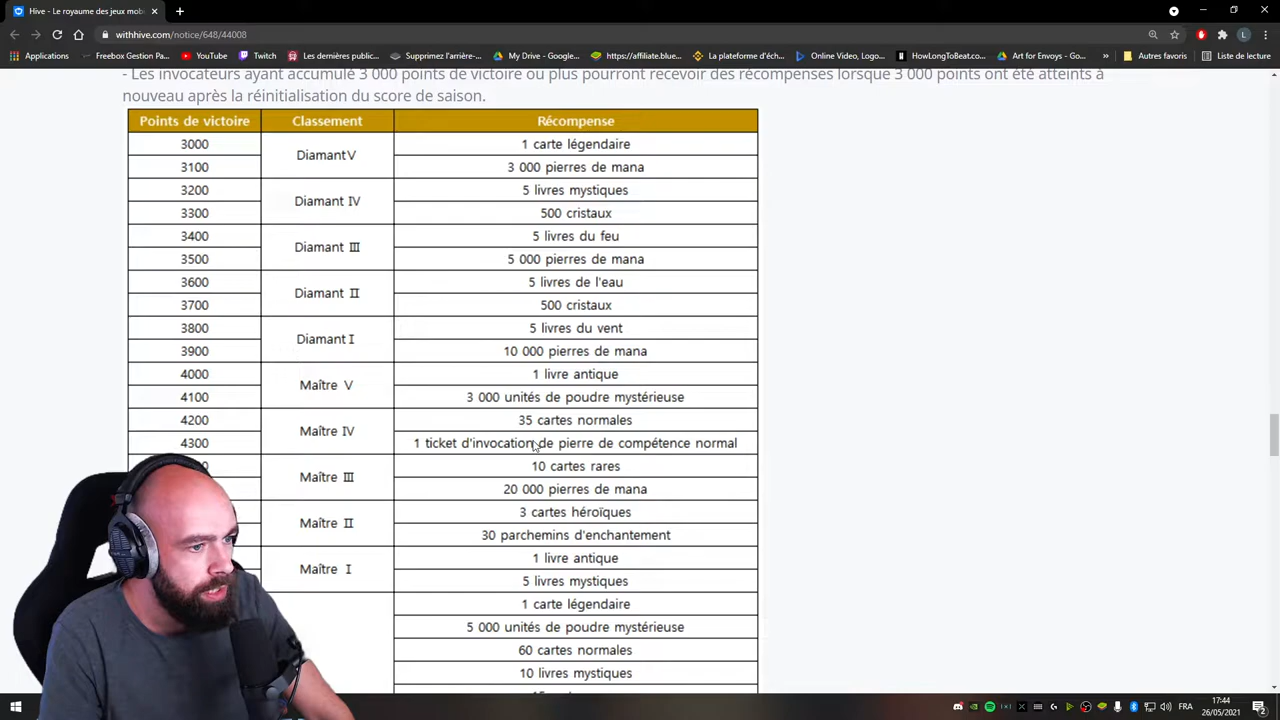 Hive - Le royaume des jeux mob
withhive.com/notice/648/44008
Applications
Freebox Gestion Pa...
YouTube
Twitch
Les dernières public...
Supprimez l'arrière-...
My Drive - Google...
https://affiliate.blue...
La plateforme d'éch...
Online Video, Logo...
HowLongToBeat.co...
Art for Envoys - Go...
»
Autres favoris
Liste de lecture
- Les invocateurs ayant accumulé 3 000 points de victoire ou plus pourront recevoir des récompenses lorsque 3 000 points ont été atteints à
nouveau après la réinitialisation du score de saison.
Points de victoire Classement Récompense
3000 Diamant V 1 carte légendaire
3100 3 000 pierres de mana
3200 Diamant IV 5 livres mystiques
3300 500 cristaux
3400 Diamant III 5 livres du feu
3500 5 000 pierres de mana
3600 Diamant II 5 livres de l'eau
3700 500 cristaux
3800 Diamant I 5 livres du vent
3900 10 000 pierres de mana
4000 Maître V 1 livre antique
4100 3 000 unités de poudre mystérieuse
4200 Maître IV 35 cartes normales
4300 1 ticket d'invocation de pierre de compétence normal
Maître III 10 cartes rares
20 000 pierres de mana
Maître II 3 cartes héroïques
30 parchemins d'enchantement
Maître I 1 livre antique
5 livres mystiques
1 carte légendaire
5 000 unités de poudre mystérieuse
60 cartes normales
10 livres mystiques
FRA
17:44
26/05/2021